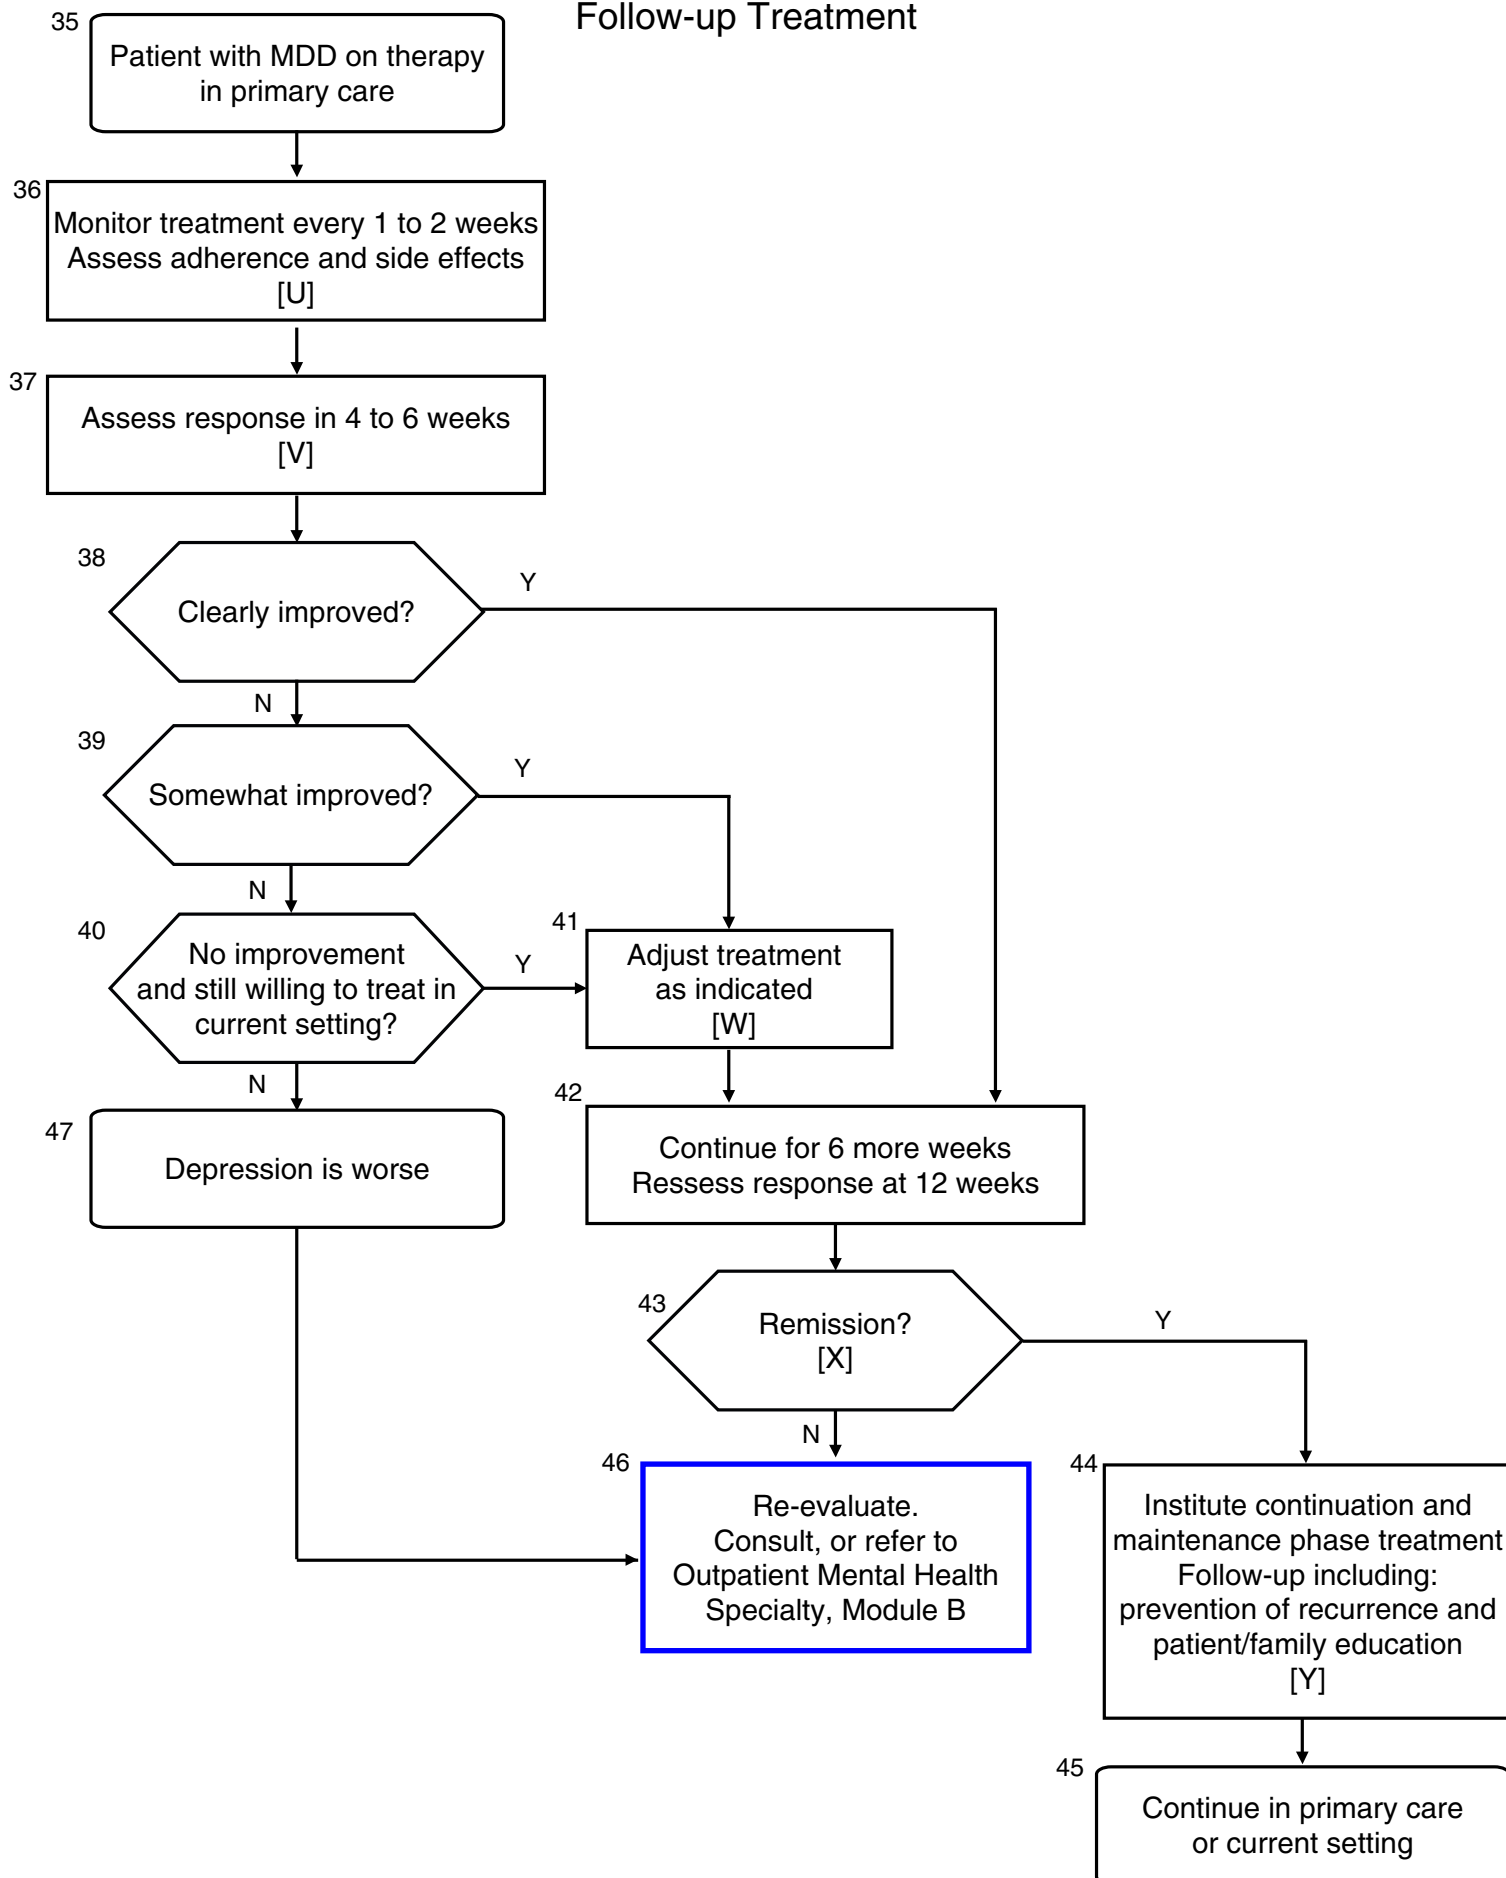 Follow-up Treatment
35
Patient with MDD on therapy
in primary care
36
Monitor treatment every 1 to 2 weeks
Assess adherence and side effects
[U]
37
Assess response in 4 to 6 weeks
[V]
38
Clearly improved?
Y
N
39
Somewhat improved?
Y
N
40
No improvement
and still willing to treat in
current setting?
Y
N
41
Adjust treatment
as indicated
[W]
42
Continue for 6 more weeks
Ressess response at 12 weeks
47
Depression is worse
43
Remission?
[X]
Y
N
46
Re-evaluate.
Consult, or refer to
Outpatient Mental Health
Specialty, Module B
44
Institute continuation and
maintenance phase treatment
Follow-up including:
prevention of recurrence and
patient/family education
[Y]
45
Continue in primary care
or current setting